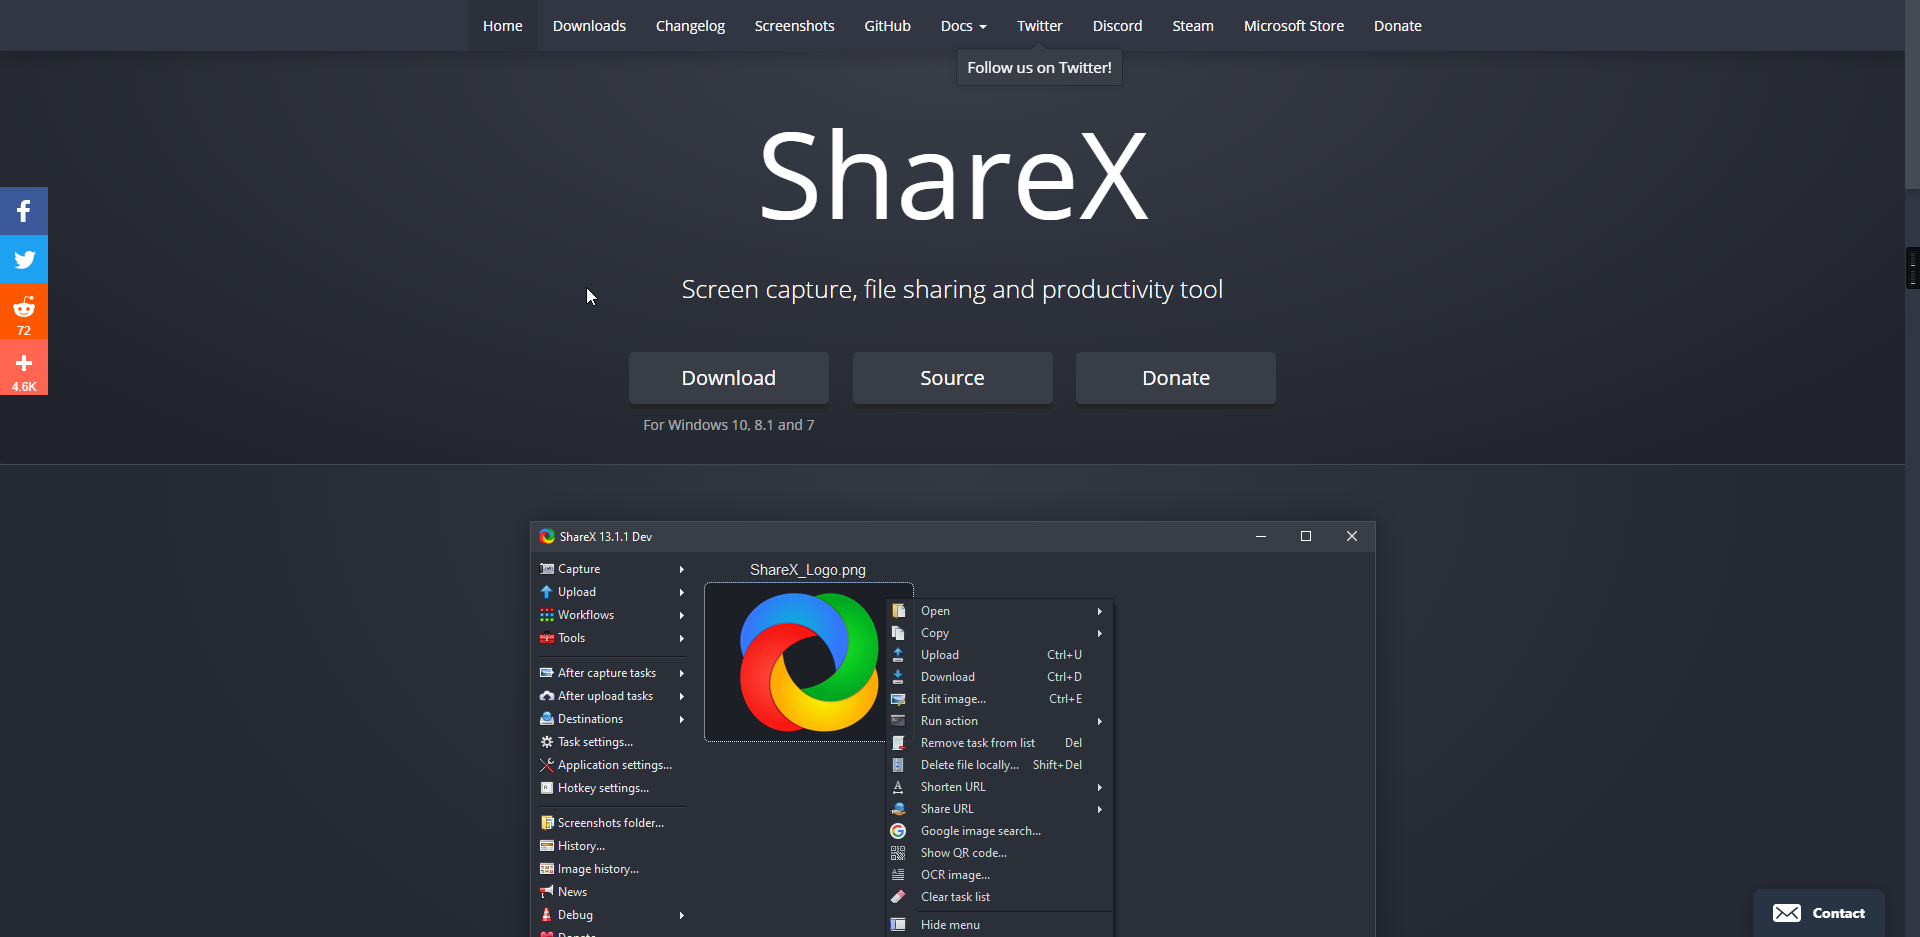 Home Downloads Changelog Screenshots GitHub Docs Twitter Discord Steam Microsoft Store Donate
Follow us on Twitter!
ShareX
Screen capture, file sharing and productivity tool
72
4.6K
Download Source Donate
For Windows 10, 8.1 and 7
ShareX 13.1.1 Dev
Capture
Upload
Workflows
Tools
After capture tasks
After upload tasks
Destinations
Task settings...
Application settings...
Hotkey settings...
Screenshots folder...
History...
Image history...
News
Debug
Donate
ShareX_Logo.png
Open
Copy
Upload Ctrl+U
Download Ctrl+D
Edit image... Ctrl+E
Run action
Remove task from list Del
Delete file locally... Shift+Del
Shorten URL
Share URL
Google image search...
Show QR code...
OCR image...
Clear task list
Hide menu
Contact